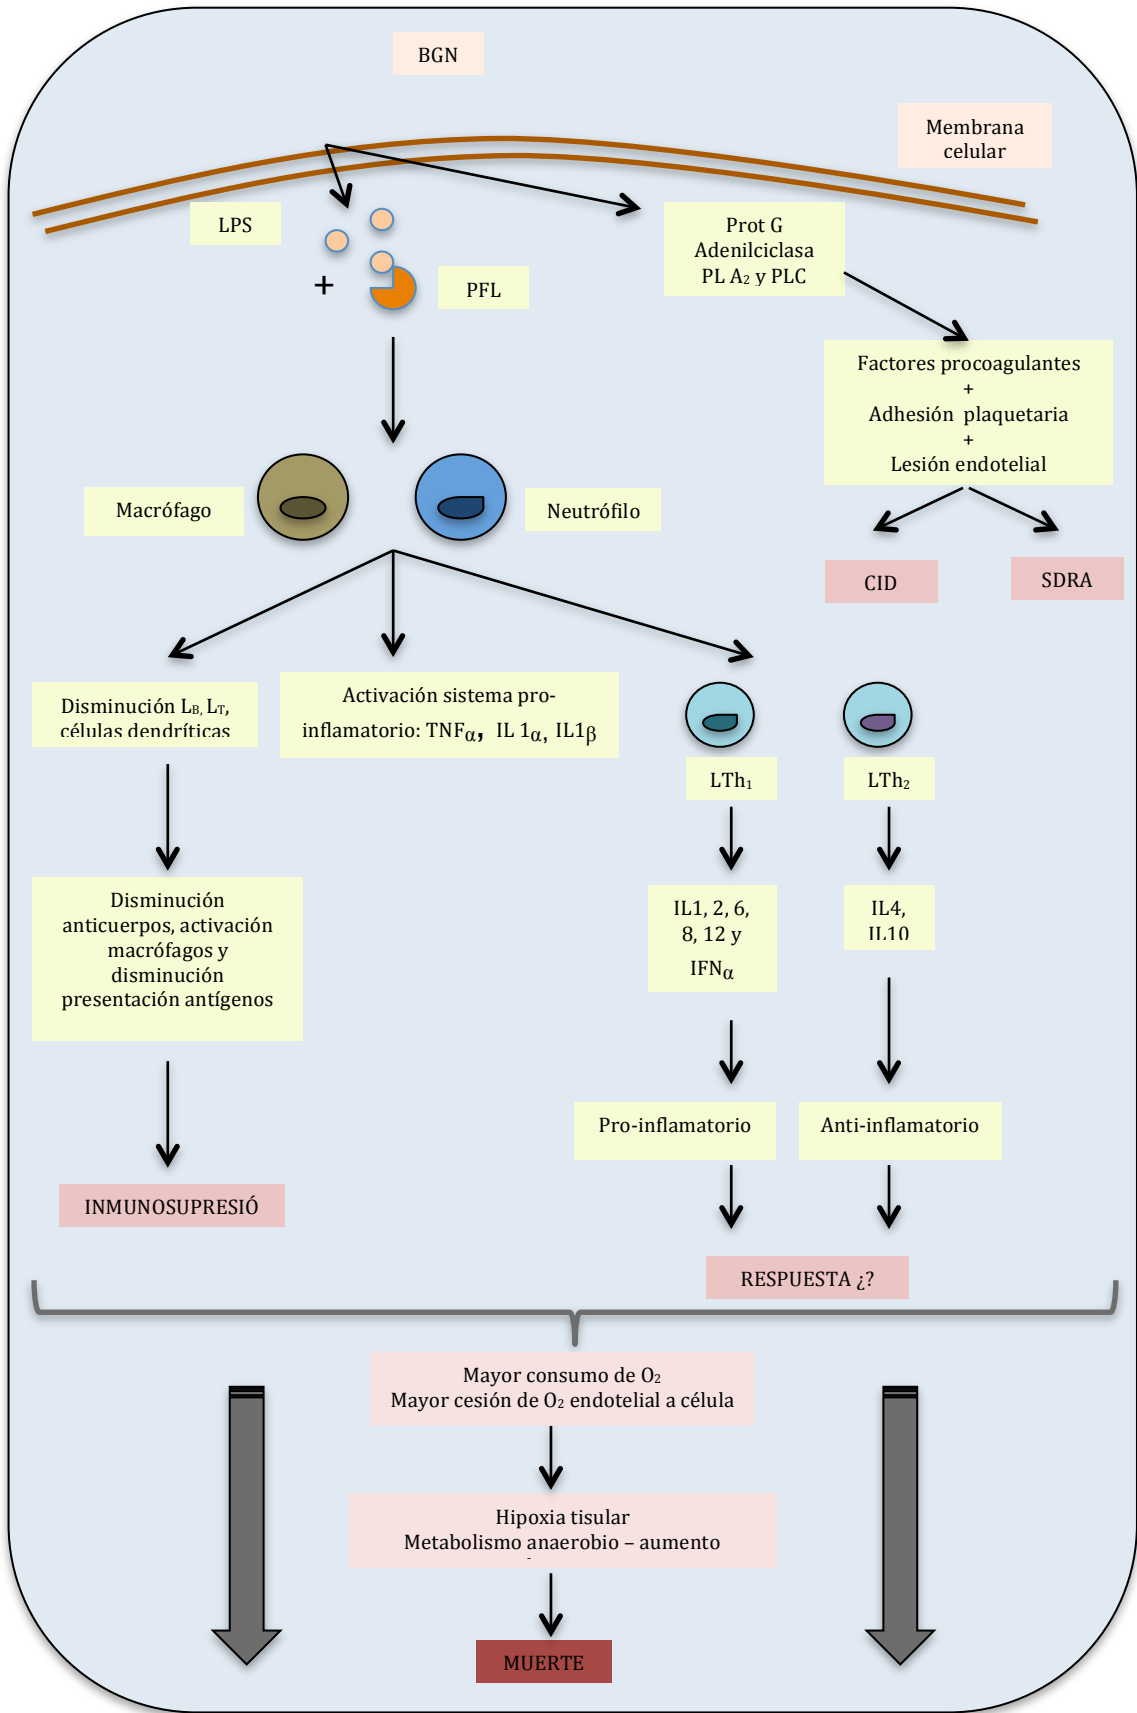 BGN
Membrana
celular
LPS
+
PFL
Prot G
Adenilciclasa
PL A₂ y PLC
Factores procoagulantes
+
Adhesión plaquetaria
+
Lesión endotelial
Macrófago
Neutrófilo
CID
SDRA
Disminución L_B, L_T,
células dendríticas
Activación sistema pro-
inflamatorio: TNFα, IL 1α, IL1β
LTh₁
LTh₂
Disminución
anticuerpos, activación
macrófagos y
disminución
presentación antígenos
IL1, 2, 6,
8, 12 y
IFNα
IL4,
IL10
Pro-inflamatorio
Anti-inflamatorio
INMUNOSUPRESIÓ
RESPUESTA ¿?
Mayor consumo de O₂
Mayor cesión de O₂ endotelial a célula
Hipoxia tisular
Metabolismo anaerobio – aumento
MUERTE